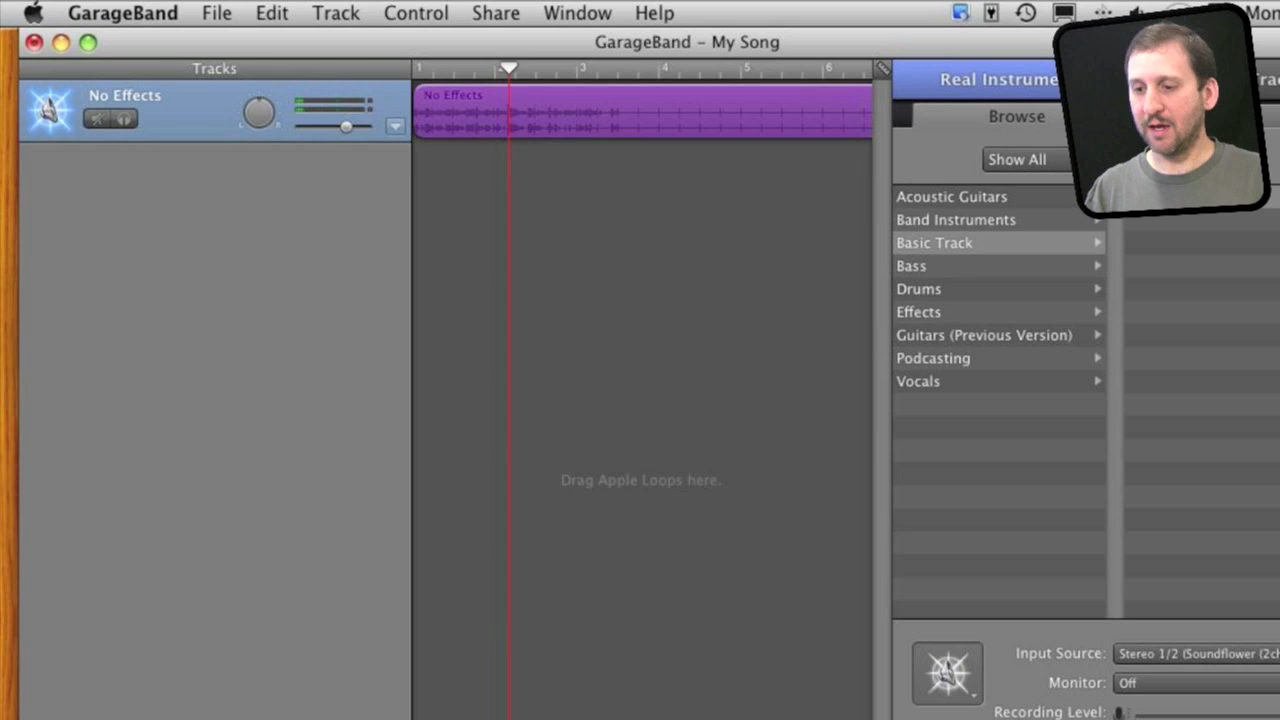 GarageBand File Edit Track Control Share Window Help
GarageBand – My Song
Tracks
1 3 4 5 6
No Effects
No Effects
Drag Apple Loops here.
Real Instrume
Browse
Show All
Acoustic Guitars
Band Instruments
Basic Track
Bass
Drums
Effects
Guitars (Previous Version)
Podcasting
Vocals
Input Source: Stereo 1/2 (Soundflower (2ch
Monitor: Off
Recording Level: